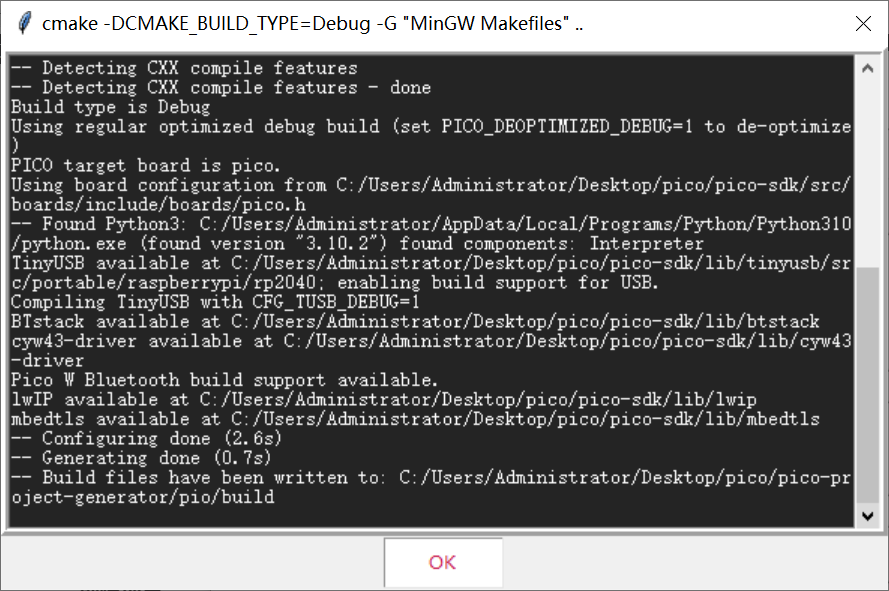 cmake -DCMAKE_BUILD_TYPE=Debug -G "MinGW Makefiles" ..
-- Detecting CXX compile features
-- Detecting CXX compile features - done
Build type is Debug
Using regular optimized debug build (set PICO_DEOPTIMIZED_DEBUG=1 to de-optimize
)
PICO target board is pico.
Using board configuration from C:/Users/Administrator/Desktop/pico/pico-sdk/src/
boards/include/boards/pico.h
-- Found Python3: C:/Users/Administrator/AppData/Local/Programs/Python/Python310
/python.exe (found version "3.10.2") found components: Interpreter
TinyUSB available at C:/Users/Administrator/Desktop/pico/pico-sdk/lib/tinyusb/sr
c/portable/raspberrypi/rp2040; enabling build support for USB.
Compiling TinyUSB with CFG_TUSB_DEBUG=1
BTstack available at C:/Users/Administrator/Desktop/pico/pico-sdk/lib/btstack
cyw43-driver available at C:/Users/Administrator/Desktop/pico/pico-sdk/lib/cyw43
-driver
Pico W Bluetooth build support available.
lwIP available at C:/Users/Administrator/Desktop/pico/pico-sdk/lib/lwip
mbedtls available at C:/Users/Administrator/Desktop/pico/pico-sdk/lib/mbedtls
-- Configuring done (2.6s)
-- Generating done (0.7s)
-- Build files have been written to: C:/Users/Administrator/Desktop/pico/pico-pr
oject-generator/pio/build
OK